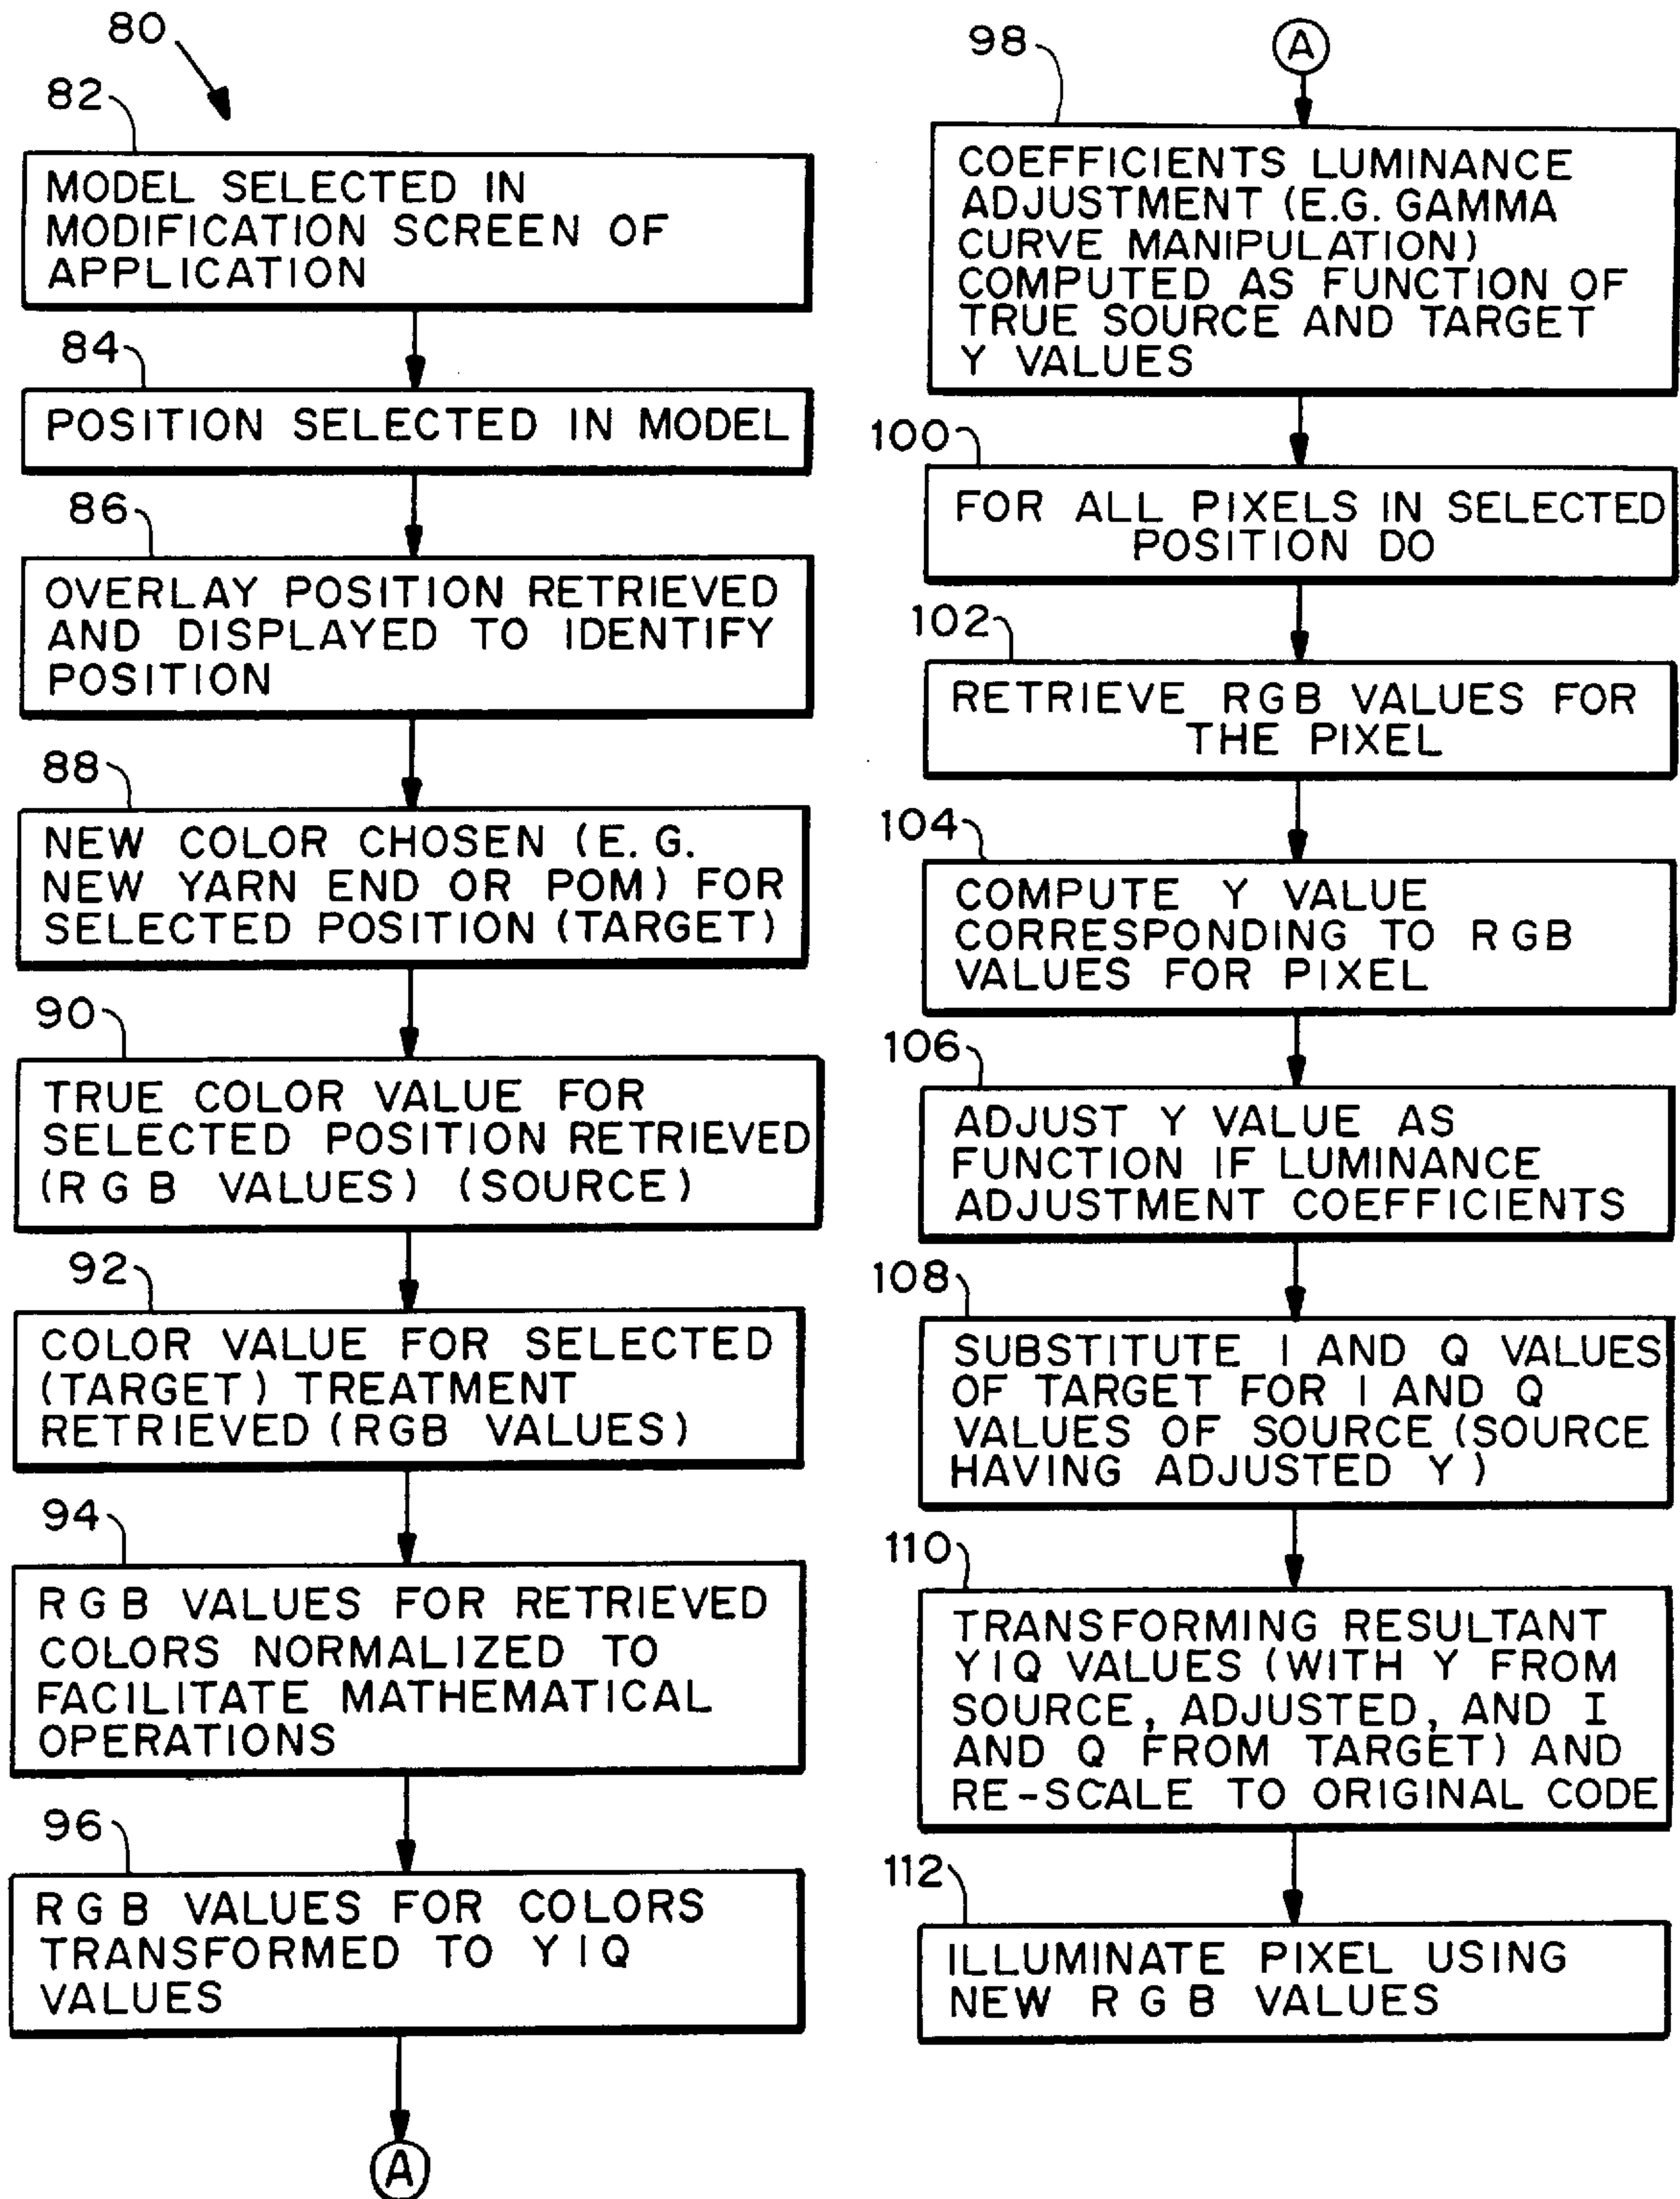 80
82
MODEL SELECTED IN
MODIFICATION SCREEN OF
APPLICATION
84
POSITION SELECTED IN MODEL
86
OVERLAY POSITION RETRIEVED
AND DISPLAYED TO IDENTIFY
POSITION
88
NEW COLOR CHOSEN (E.G.
NEW YARN END OR POM) FOR
SELECTED POSITION (TARGET)
90
TRUE COLOR VALUE FOR
SELECTED POSITION RETRIEVED
(RGB VALUES) (SOURCE)
92
COLOR VALUE FOR SELECTED
(TARGET) TREATMENT
RETRIEVED (RGB VALUES)
94
RGB VALUES FOR RETRIEVED
COLORS NORMALIZED TO
FACILITATE MATHEMATICAL
OPERATIONS
96
RGB VALUES FOR COLORS
TRANSFORMED TO YIQ
VALUES
A
A
98
COEFFICIENTS LUMINANCE
ADJUSTMENT (E.G. GAMMA
CURVE MANIPULATION)
COMPUTED AS FUNCTION OF
TRUE SOURCE AND TARGET
Y VALUES
100
FOR ALL PIXELS IN SELECTED
POSITION DO
102
RETRIEVE RGB VALUES FOR
THE PIXEL
104
COMPUTE Y VALUE
CORRESPONDING TO RGB
VALUES FOR PIXEL
106
ADJUST Y VALUE AS
FUNCTION IF LUMINANCE
ADJUSTMENT COEFFICIENTS
108
SUBSTITUTE I AND Q VALUES
OF TARGET FOR I AND Q
VALUES OF SOURCE (SOURCE
HAVING ADJUSTED Y)
110
TRANSFORMING RESULTANT
YIQ VALUES (WITH Y FROM
SOURCE, ADJUSTED, AND I
AND Q FROM TARGET) AND
RE-SCALE TO ORIGINAL CODE
112
ILLUMINATE PIXEL USING
NEW RGB VALUES